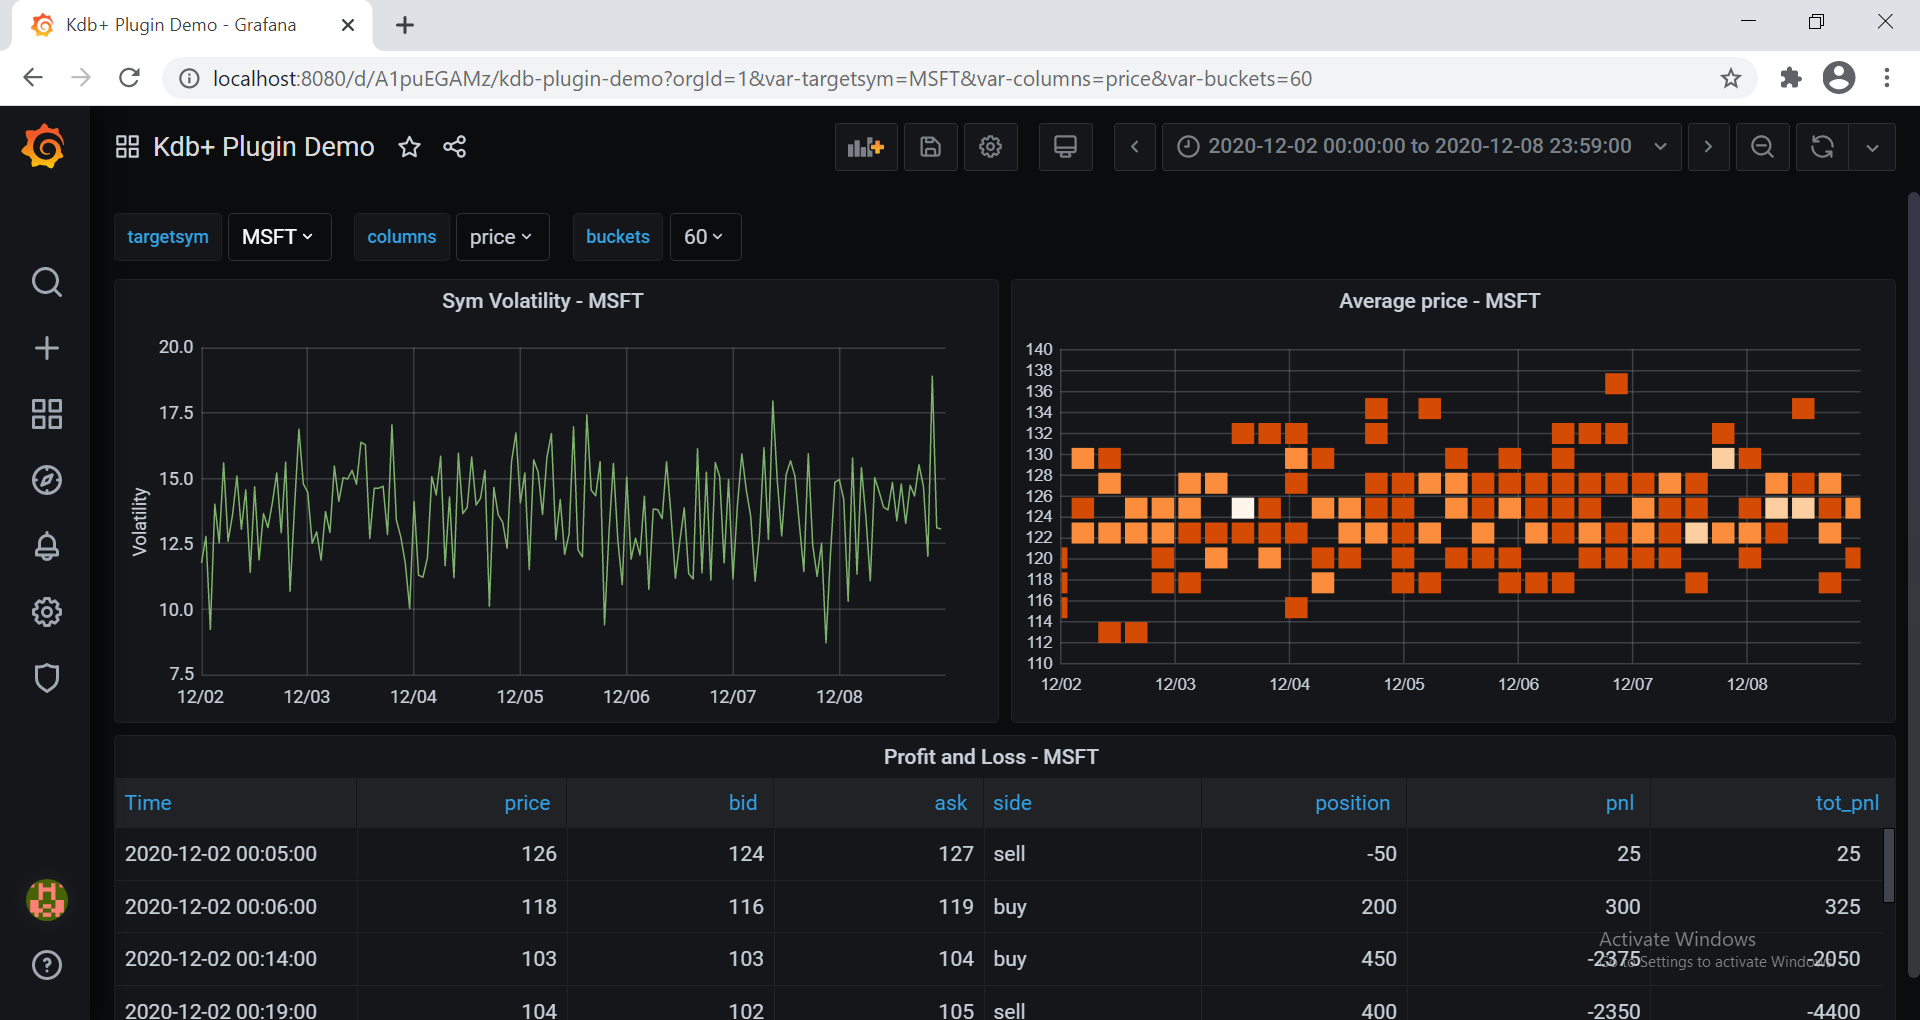 Kdb+ Plugin Demo - Grafana
localhost:8080/d/A1puEGAMz/kdb-plugin-demo?orgId=1&var-targetsym=MSFT&var-columns=price&var-buckets=60
Kdb+ Plugin Demo
2020-12-02 00:00:00 to 2020-12-08 23:59:00
targetsym MSFT columns price buckets 60
Sym Volatility - MSFT
Volatility
20.0
17.5
15.0
12.5
10.0
7.5
12/02 12/03 12/04 12/05 12/06 12/07 12/08
Average price - MSFT
140
138
136
134
132
130
128
126
124
122
120
118
116
114
112
110
12/02 12/03 12/04 12/05 12/06 12/07 12/08
Profit and Loss - MSFT
Time price bid ask side position pnl tot_pnl
2020-12-02 00:05:00 126 124 127 sell -50 25 25
2020-12-02 00:06:00 118 116 119 buy 200 300 325
2020-12-02 00:14:00 103 103 104 buy 450 -2375 -2050
2020-12-02 00:19:00 104 102 105 sell 400 -2350 -4400
Activate Windows
Go to Settings to activate Windows.